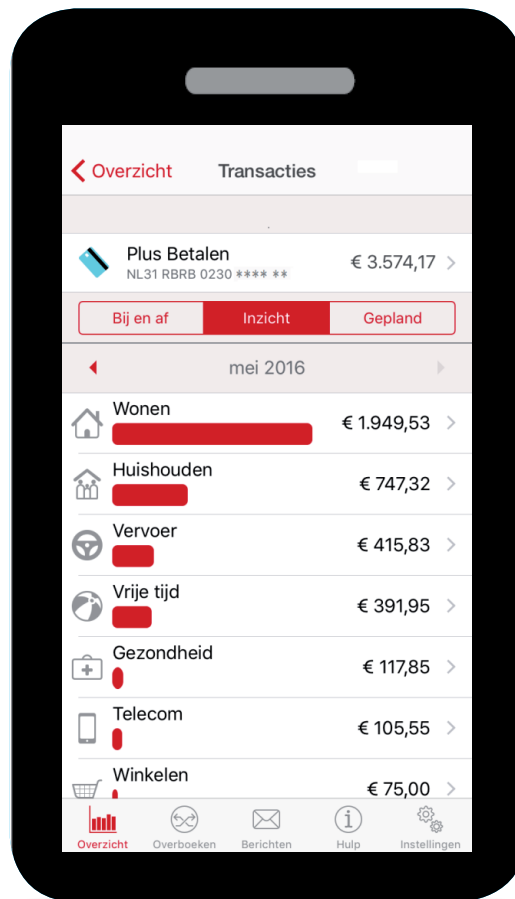 Overzicht Transacties
Plus Betalen
€ 3.574,17
NL31 RBRB 0230 **** **
Bij en af Inzicht Gepland
mei 2016
Wonen
€ 1.949,53
Huishouden
€ 747,32
Vervoer
€ 415,83
Vrije tijd
€ 391,95
Gezondheid
€ 117,85
Telecom
€ 105,55
Winkelen
€ 75,00
Overzicht Overboeken Berichten Hulp Instellingen